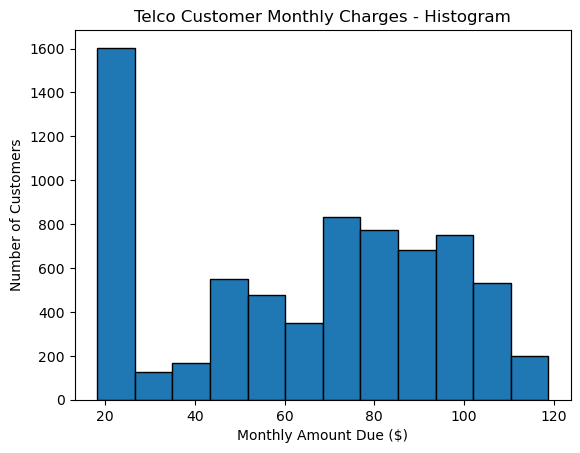 Telco Customer Monthly Charges - Histogram
1600
1400
1200
1000
800
600
400
200
0
Number of Customers
20 40 60 80 100 120
Monthly Amount Due ($)